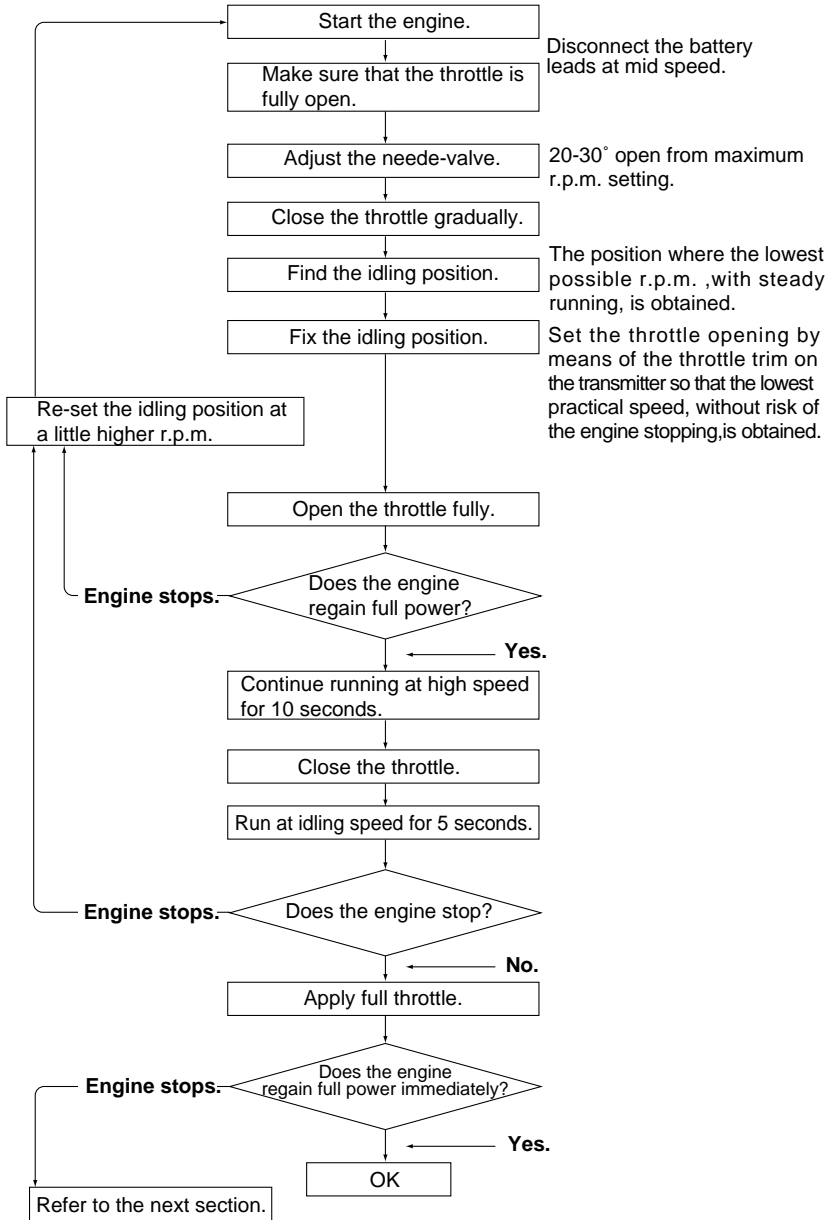 Start the engine.
Disconnect the battery
leads at mid speed.
Make sure that the throttle is
fully open.
Adjust the neede-valve.
20-30˚ open from maximum
r.p.m. setting.
Close the throttle gradually.
Find the idling position.
The position where the lowest
possible r.p.m. ,with steady
running, is obtained.
Fix the idling position.
Set the throttle opening by
means of the throttle trim on
the transmitter so that the lowest
practical speed, without risk of
the engine stopping,is obtained.
Re-set the idling position at
a little higher r.p.m.
Open the throttle fully.
Does the engine
regain full power?
Engine stops.
Yes.
Continue running at high speed
for 10 seconds.
Close the throttle.
Run at idling speed for 5 seconds.
Does the engine stop?
Engine stops.
No.
Apply full throttle.
Does the engine
regain full power immediately?
Engine stops.
Yes.
OK
Refer to the next section.